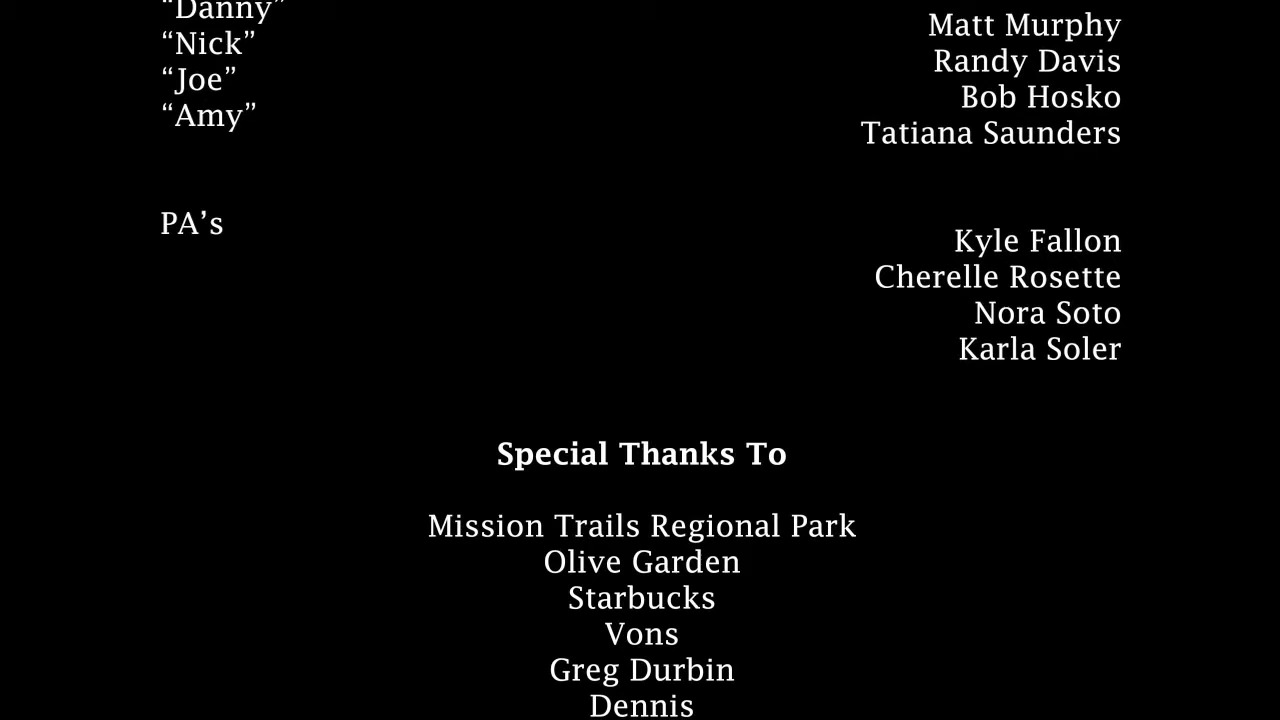 “Danny” Matt Murphy
“Nick” Randy Davis
“Joe” Bob Hosko
“Amy” Tatiana Saunders
PA’s Kyle Fallon
Cherelle Rosette
Nora Soto
Karla Soler
Special Thanks To
Mission Trails Regional Park
Olive Garden
Starbucks
Vons
Greg Durbin
Dennis